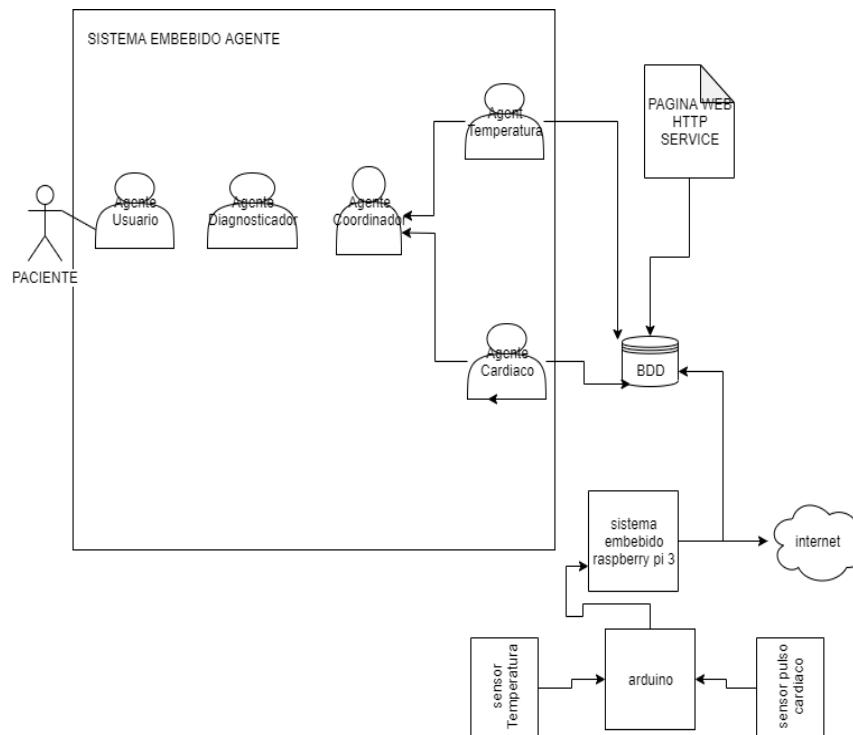 SISTEMA EMBEBIDO AGENTE
PAGINA WEB
HTTP
SERVICE
Agent
Temperatura
Agente
Usuario
Agente
Diagnosticador
Agente
Coordinador
PACIENTE
Agente
Cardiaco
BDD
sistema
embebido
raspberry pi 3
internet
sensor
Temperatura
arduino
sensor pulso
cardiaco